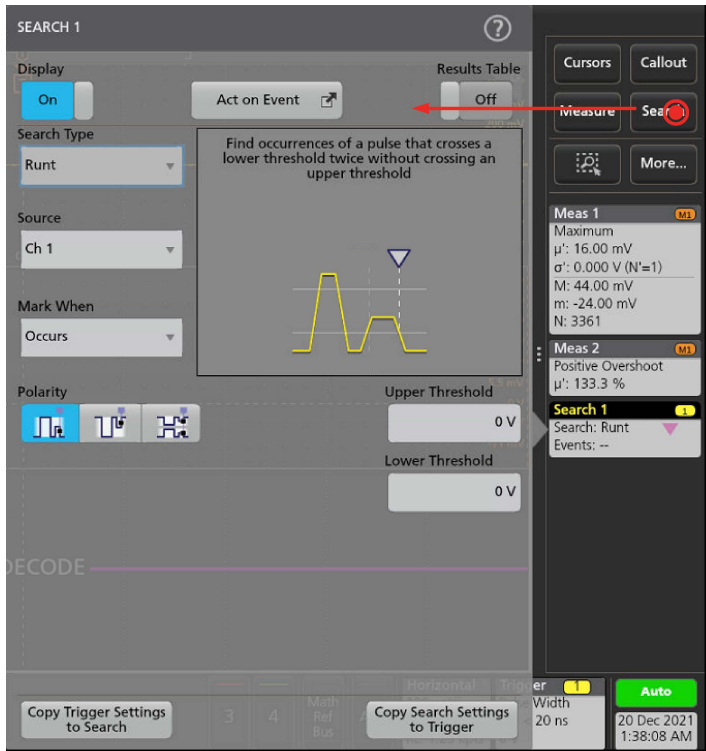 SEARCH 1
?
Display
Results Table
On
Act on Event
Off
Search Type
Runt
Find occurrences of a pulse that crosses a
lower threshold twice without crossing an
upper threshold
Source
Ch 1
Mark When
Occurs
Polarity
Upper Threshold
0 V
Lower Threshold
0 V
DECODE
Copy Trigger Settings
to Search
3
4
Math
Ref
Bus
Horizontal
Copy Search Settings
to Trigger
Trigger
1
Width
20 ns
Auto
20 Dec 2021
1:38:08 AM
Cursors
Callout
Measure
Search
More...
Meas 1
M1
Maximum
µ': 16.00 mV
σ': 0.000 V (N'=1)
M: 44.00 mV
m: -24.00 mV
N: 3361
Meas 2
M1
Positive Overshoot
µ': 133.3 %
Search 1
1
Search: Runt
Events: --